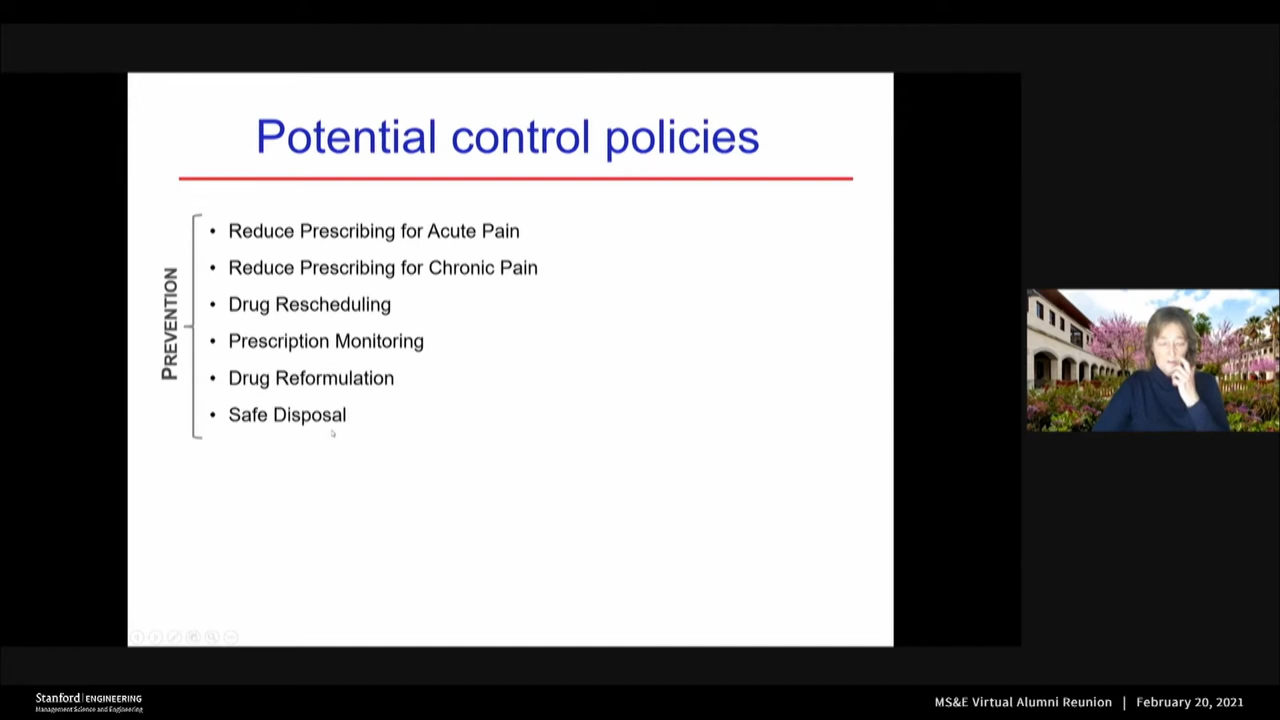 Potential control policies
PREVENTION
• Reduce Prescribing for Acute Pain
• Reduce Prescribing for Chronic Pain
• Drug Rescheduling
• Prescription Monitoring
• Drug Reformulation
• Safe Disposal
Stanford | ENGINEERING
Management Science and Engineering
MS&E Virtual Alumni Reunion | February 20, 2021